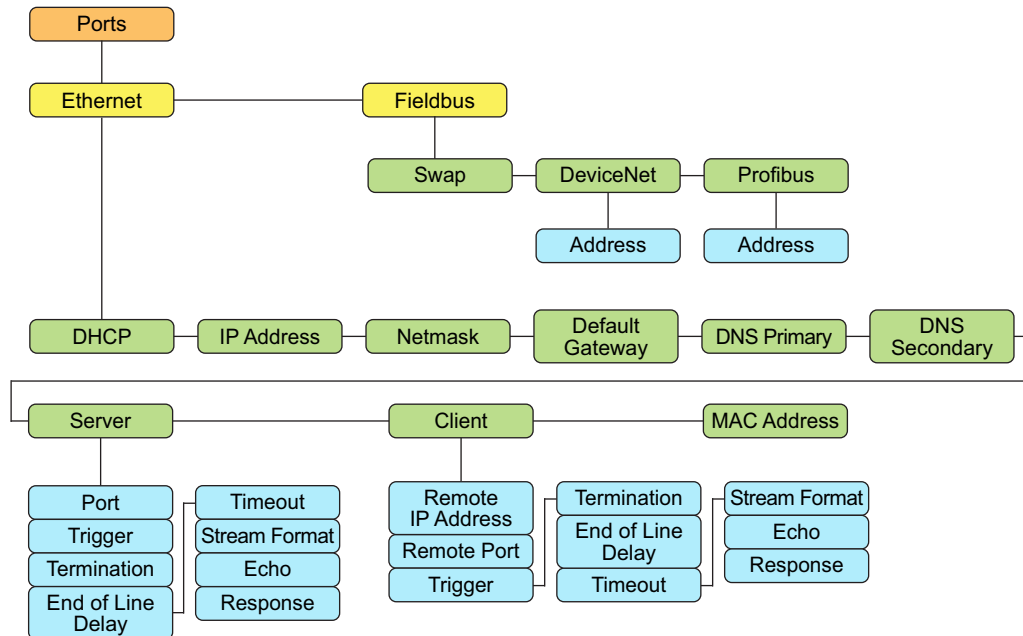 Ports
Ethernet
Fieldbus
Swap
DeviceNet
Profibus
Address
Address
DHCP
IP Address
Netmask
Default
Gateway
DNS Primary
DNS
Secondary
Server
Client
MAC Address
Port
Trigger
Termination
End of Line
Delay
Timeout
Stream Format
Echo
Response
Remote
IP Address
Remote Port
Trigger
Termination
End of Line
Delay
Timeout
Stream Format
Echo
Response